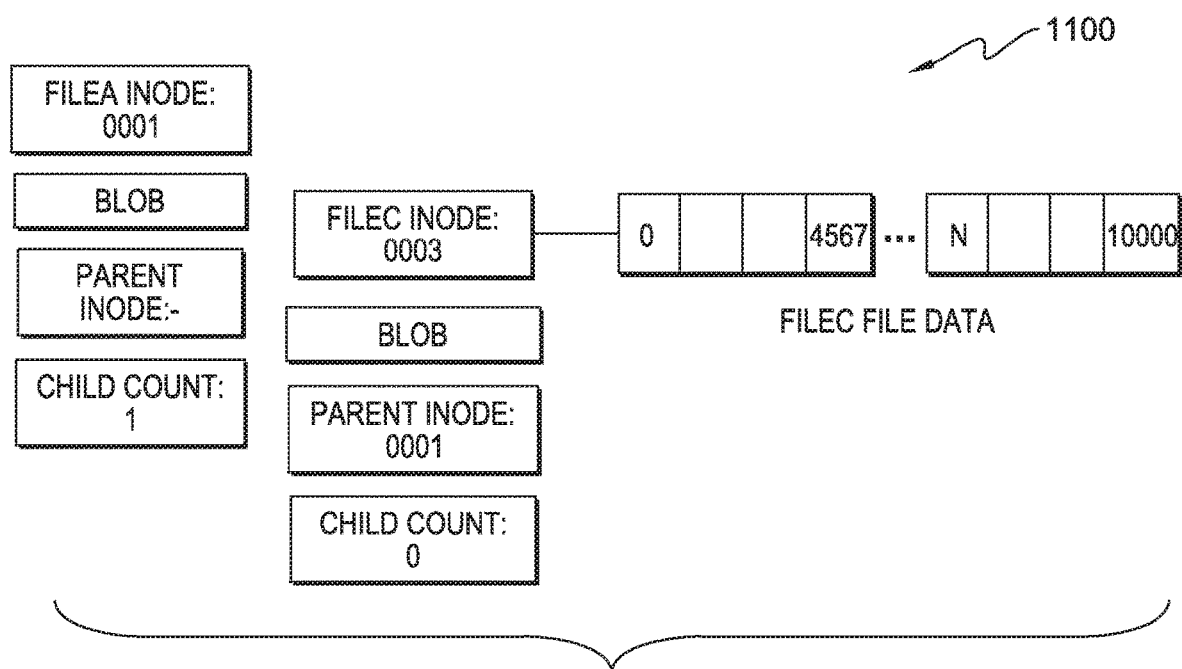 1100
FILEA INODE:
0001
BLOB
PARENT
INODE:-
CHILD COUNT:
1
FILEC INODE:
0003
BLOB
PARENT INODE:
0001
CHILD COUNT:
0
0 4567 ... N 10000
FILEC FILE DATA